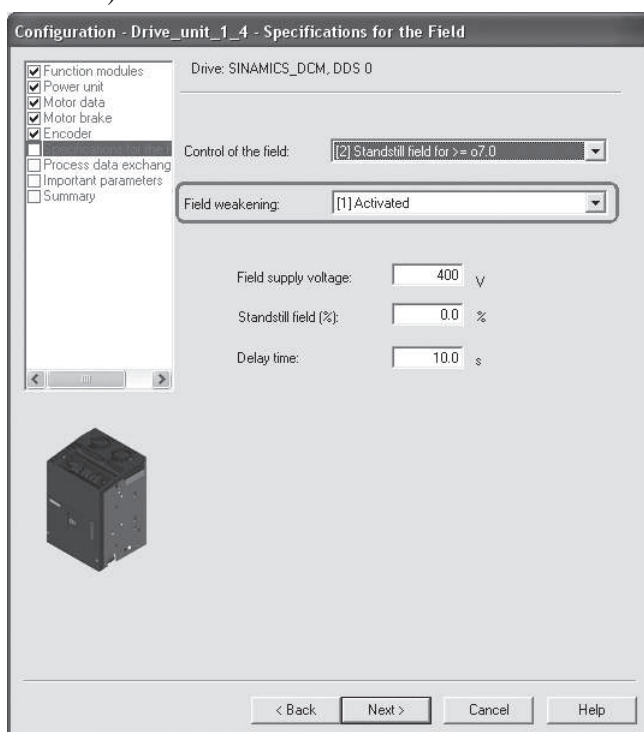 Configuration - Drive_unit_1_4 - Specifications for the Field
Function modules
Power unit
Motor data
Motor brake
Encoder
Specifications for the f
Process data exchang
Important parameters
Summary
Drive: SINAMICS_DCM, DDS 0
Control of the field: [2] Standstill field for >= o7.0
Field weakening: [1] Activated
Field supply voltage: 400 V
Standstill field (%): 0.0 %
Delay time: 10.0 s
< Back Next > Cancel Help